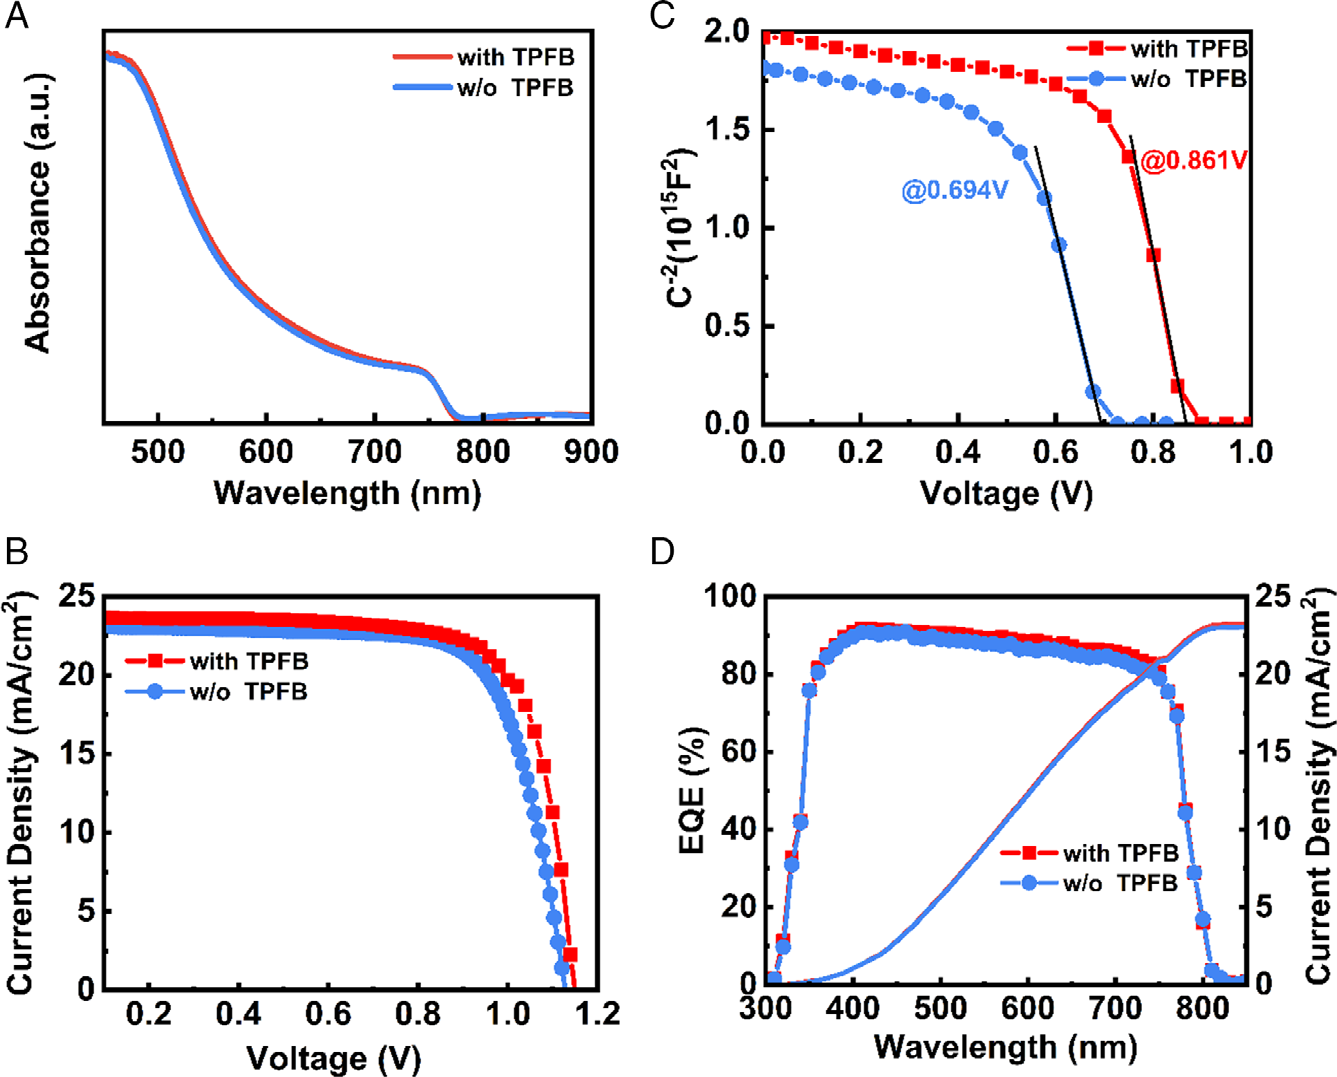 A
with TPFB
w/o TPFB
Absorbance (a.u.)
500 600 700 800 900
Wavelength (nm)
C
2.0
1.5
1.0
0.5
0.0
with TPFB
w/o TPFB
@0.861V
@0.694V
C⁻²(10¹⁵F²)
0.0 0.2 0.4 0.6 0.8 1.0
Voltage (V)
B
25
20
15
10
5
0
with TPFB
w/o TPFB
Current Density (mA/cm²)
0.2 0.4 0.6 0.8 1.0 1.2
Voltage (V)
D
100
80
60
40
20
0
EQE (%)
with TPFB
w/o TPFB
25
20
15
10
5
0
Current Density (mA/cm²)
300 400 500 600 700 800
Wavelength (nm)